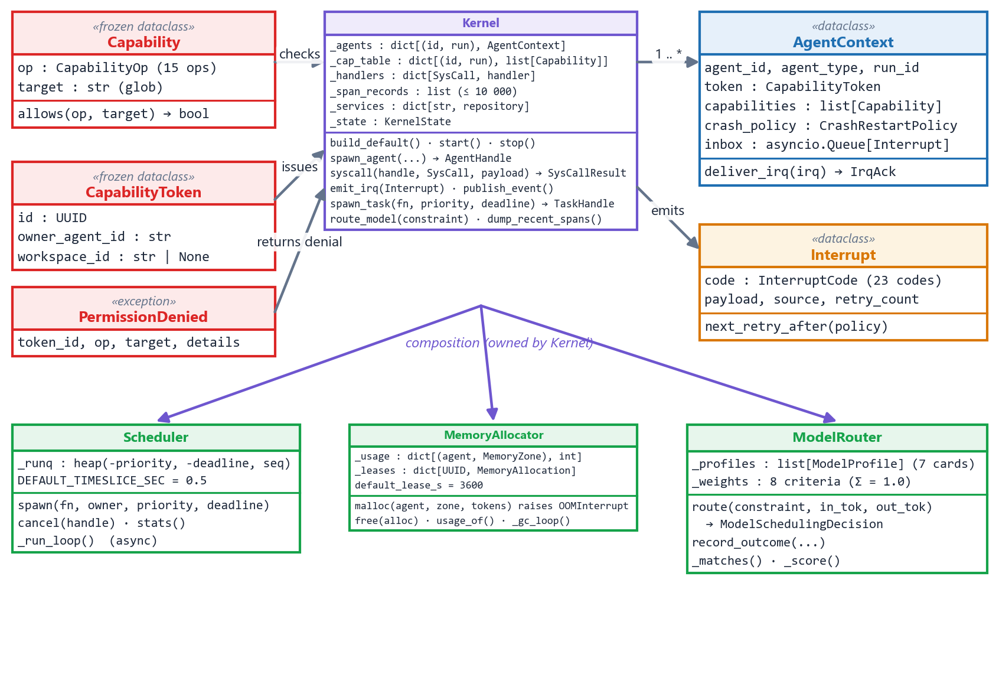 «frozen dataclass»
Capability
op : CapabilityOp (15 ops)
target : str (glob)
allows(op, target) → bool
checks
Kernel
_agents : dict[(id, run), AgentContext]
_cap_table : dict[(id, run), list[Capability]]
_handlers : dict[SysCall, handler]
_span_records : list (≤ 10 000)
_services : dict[str, repository]
_state : KernelState
build_default() · start() · stop()
spawn_agent(...) → AgentHandle
syscall(handle, SysCall, payload) → SysCallResult
emit_irq(Interrupt) · publish_event()
spawn_task(fn, priority, deadline) → TaskHandle
route_model(constraint) · dump_recent_spans()
1 .. *
«dataclass»
AgentContext
agent_id, agent_type, run_id
token : CapabilityToken
capabilities : list[Capability]
crash_policy : CrashRestartPolicy
inbox : asyncio.Queue[Interrupt]
deliver_irq(irq) → IrqAck
«frozen dataclass»
CapabilityToken
id : UUID
owner_agent_id : str
workspace_id : str | None
issues
returns denial
emits
«dataclass»
Interrupt
code : InterruptCode (23 codes)
payload, source, retry_count
next_retry_after(policy)
«exception»
PermissionDenied
token_id, op, target, details
composition (owned by Kernel)
Scheduler
_runq : heap(-priority, -deadline, seq)
DEFAULT_TIMESLICE_SEC = 0.5
spawn(fn, owner, priority, deadline)
cancel(handle) · stats()
_run_loop()  (async)
MemoryAllocator
_usage : dict[(agent, MemoryZone), int]
_leases : dict[UUID, MemoryAllocation]
default_lease_s = 3600
malloc(agent, zone, tokens) raises OOMInterrupt
free(alloc) · usage_of() · _gc_loop()
ModelRouter
_profiles : list[ModelProfile] (7 cards)
_weights : 8 criteria (Σ = 1.0)
route(constraint, in_tok, out_tok)
→ ModelSchedulingDecision
record_outcome(...)
_matches() · _score()